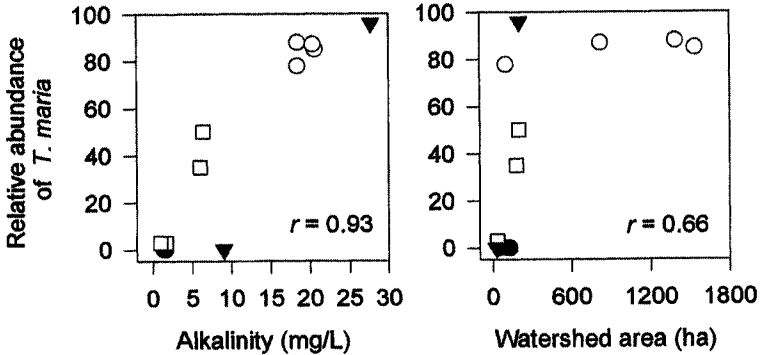 Relative abundance
of T. maria
100
80
60
40
20
0
r = 0.93
0 5 10 15 20 25 30
Alkalinity (mg/L)
100
80
60
40
20
0
r = 0.66
0 600 1200 1800
Watershed area (ha)